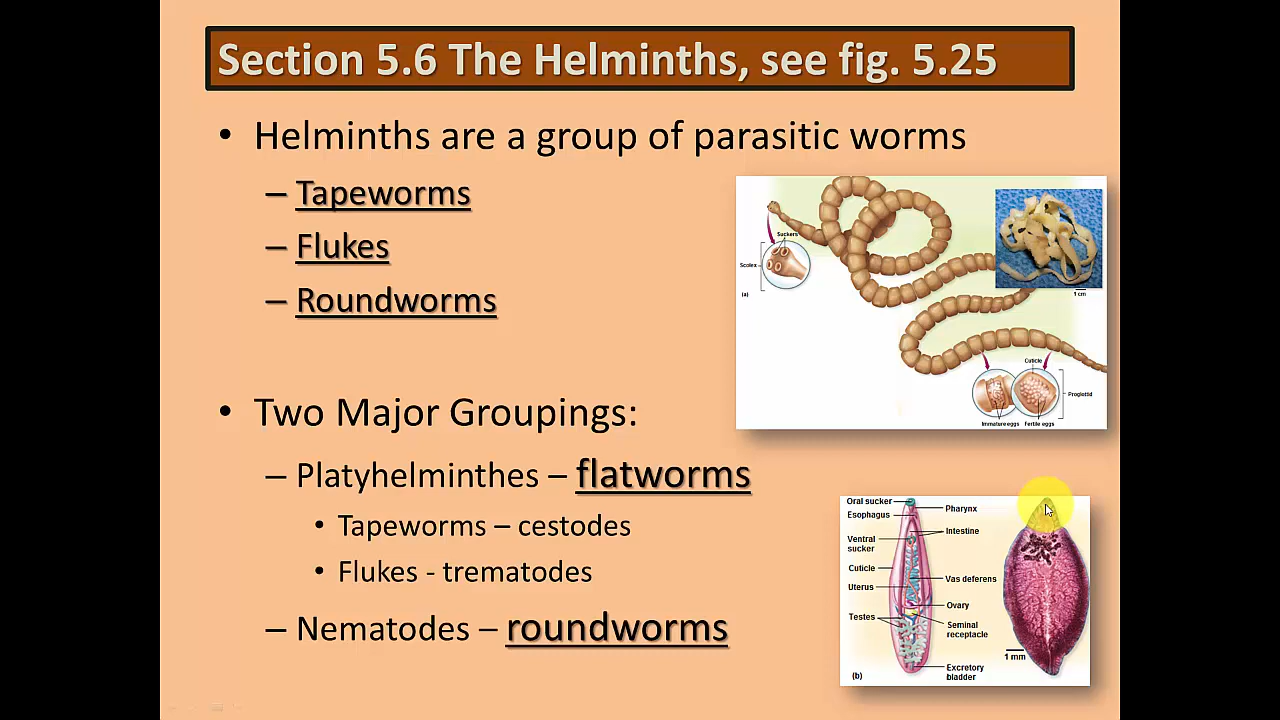 Section 5.6 The Helminths, see fig. 5.25
• Helminths are a group of parasitic worms
– Tapeworms
– Flukes
– Roundworms
• Two Major Groupings:
– Platyhelminthes – flatworms
• Tapeworms – cestodes
• Flukes - trematodes
– Nematodes – roundworms
Suckers
Scolex
(a)
1 cm
Cuticle
Proglottid
Immature eggs
Fertile eggs
Oral sucker
Pharynx
Esophagus
Intestine
Ventral
sucker
Cuticle
Vas deferens
Uterus
Ovary
Testes
Seminal
receptacle
Excretory
bladder
1 mm
(b)